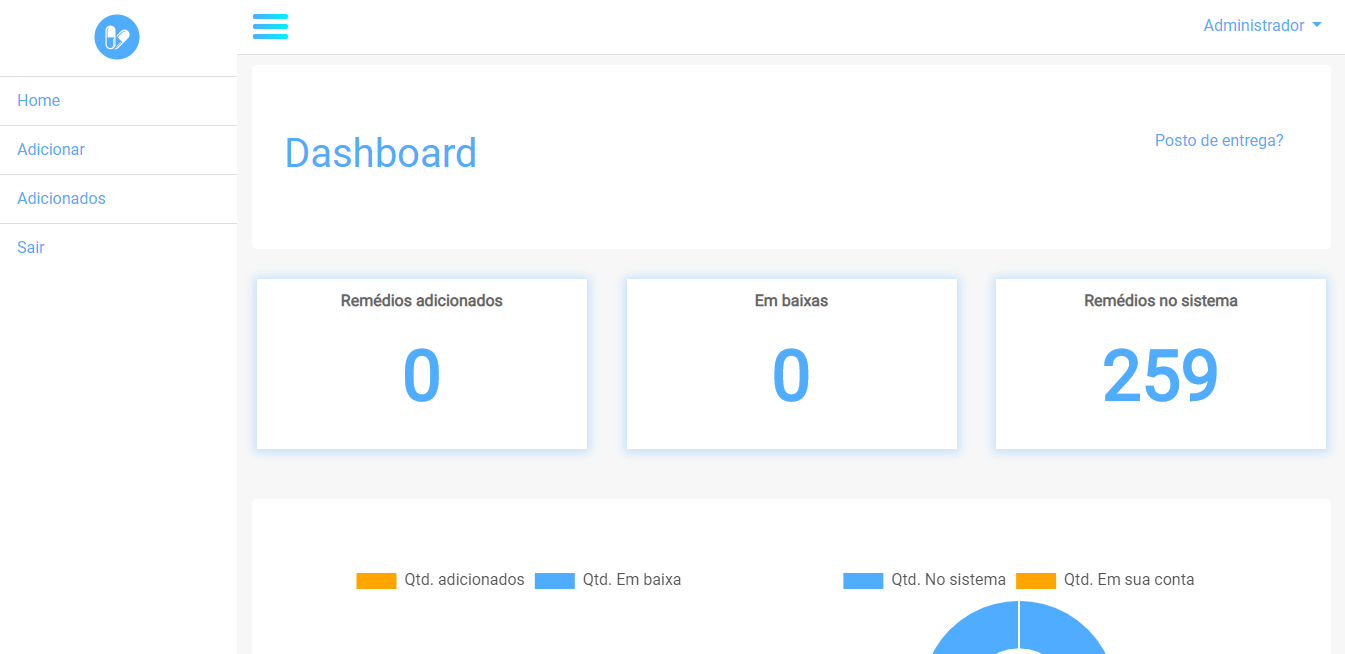 Administrador
Home
Adicionar
Adicionados
Sair
Dashboard
Posto de entrega?
Remédios adicionados
0
Em baixas
0
Remédios no sistema
259
Qtd. adicionados
Qtd. Em baixa
Qtd. No sistema
Qtd. Em sua conta